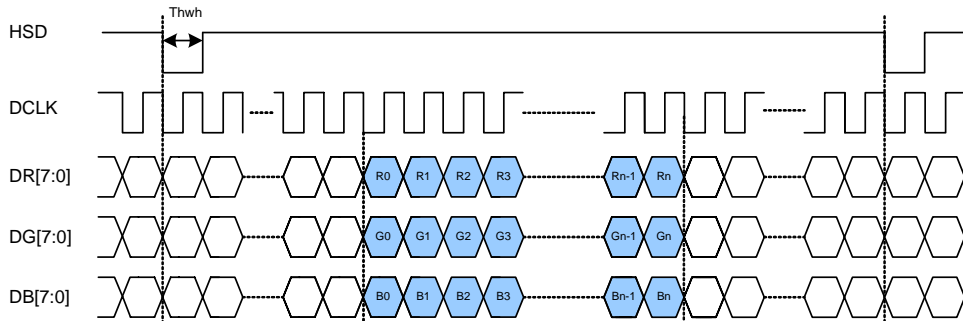 Thwh
HSD
DCLK
DR[7:0] R0 R1 R2 R3 Rn-1 Rn
DG[7:0] G0 G1 G2 G3 Gn-1 Gn
DB[7:0] B0 B1 B2 B3 Bn-1 Bn